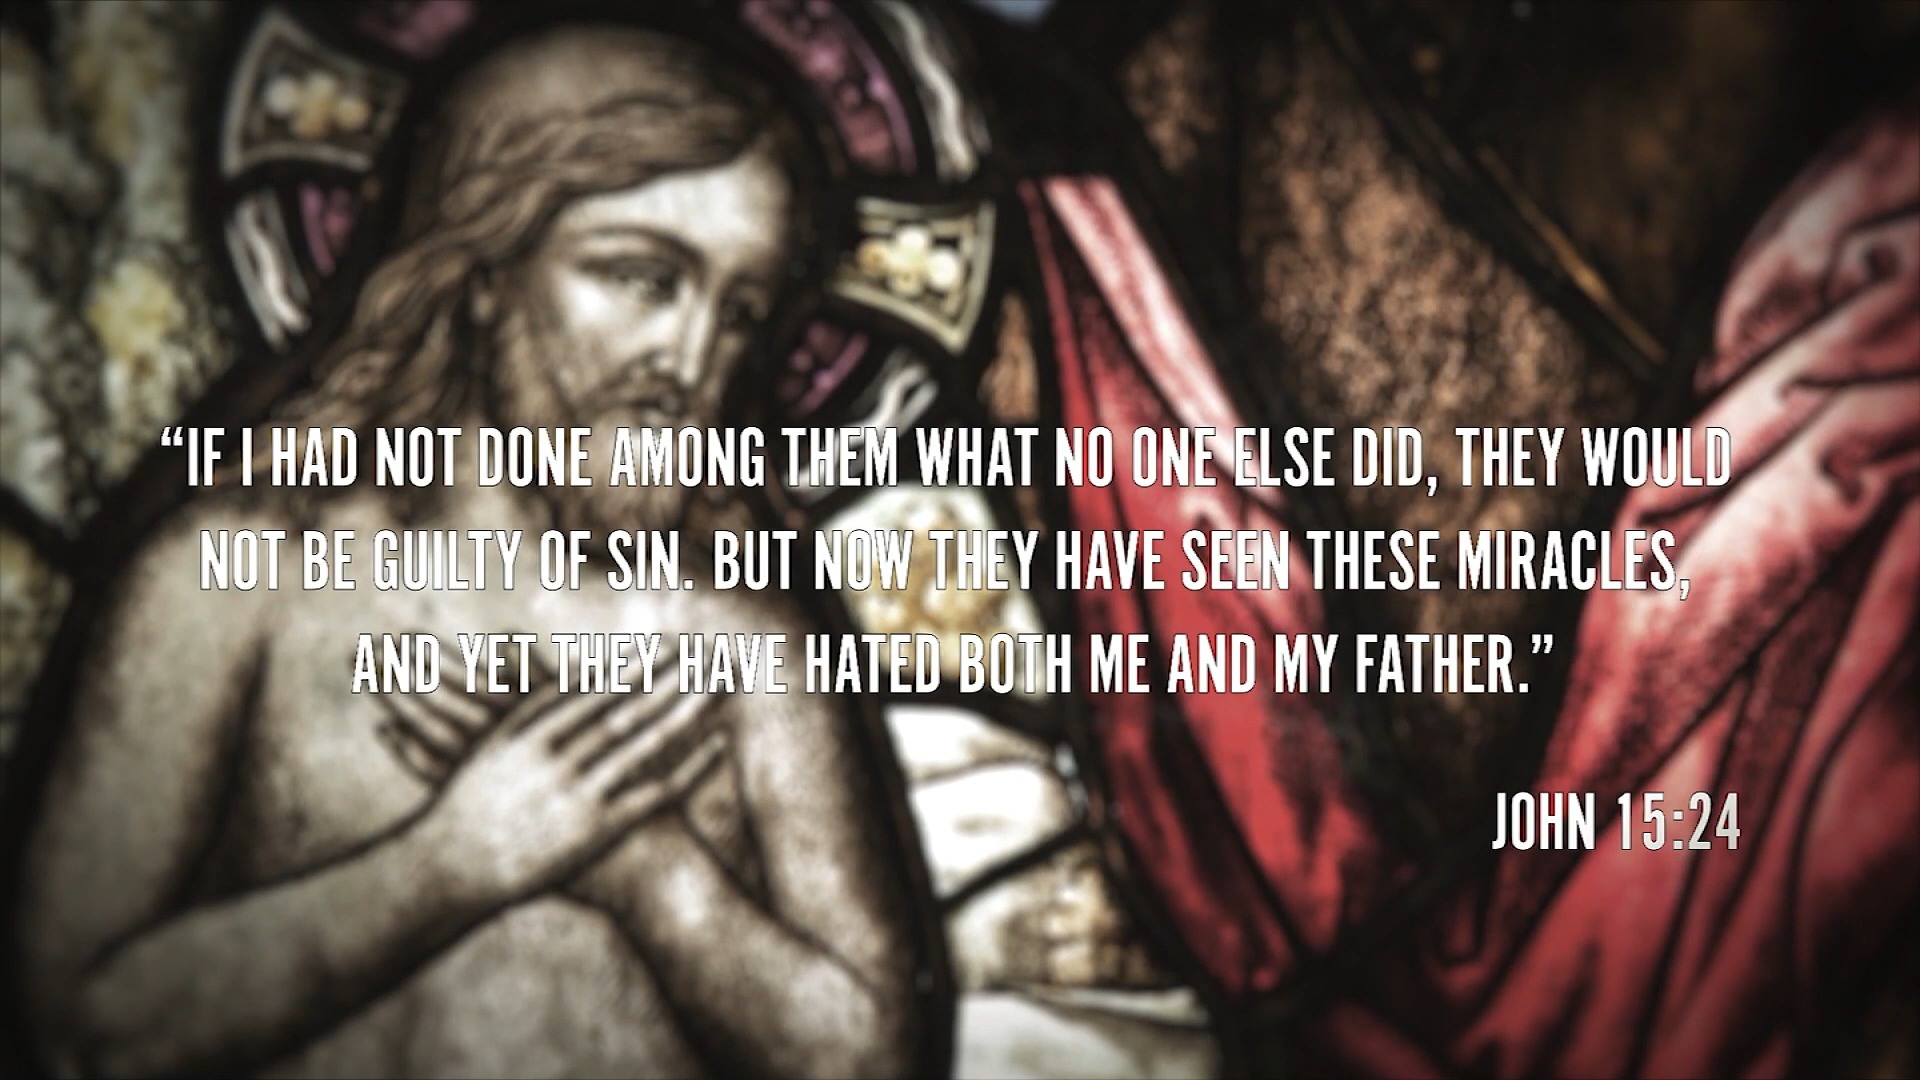 “IF I HAD NOT DONE AMONG THEM WHAT NO ONE ELSE DID, THEY WOULD
NOT BE GUILTY OF SIN. BUT NOW THEY HAVE SEEN THESE MIRACLES,
AND YET THEY HAVE HATED BOTH ME AND MY FATHER.”
JOHN 15:24